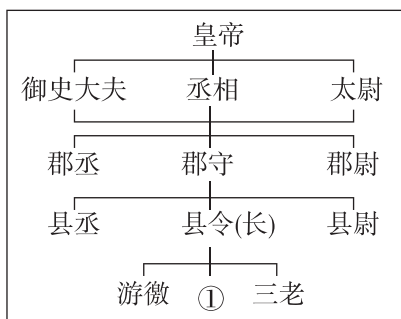 皇帝
御史大夫 丞相 太尉
郡丞 郡守 郡尉
县丞 县令(长) 县尉
游徼 ① 三老